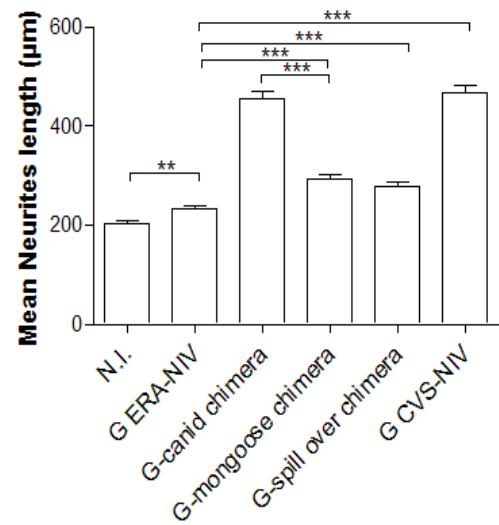 Mean Neurites length (µm)
600
400
200
0
***
***
***
***
**
N.I.
G ERA-NIV
G-canid chimera
G-mongoose chimera
G-spill over chimera
G CVS-NIV